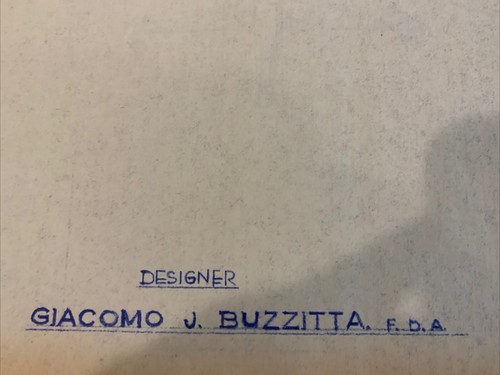 DESIGNER
GIACOMO J. BUZZITTA. F. D. A.